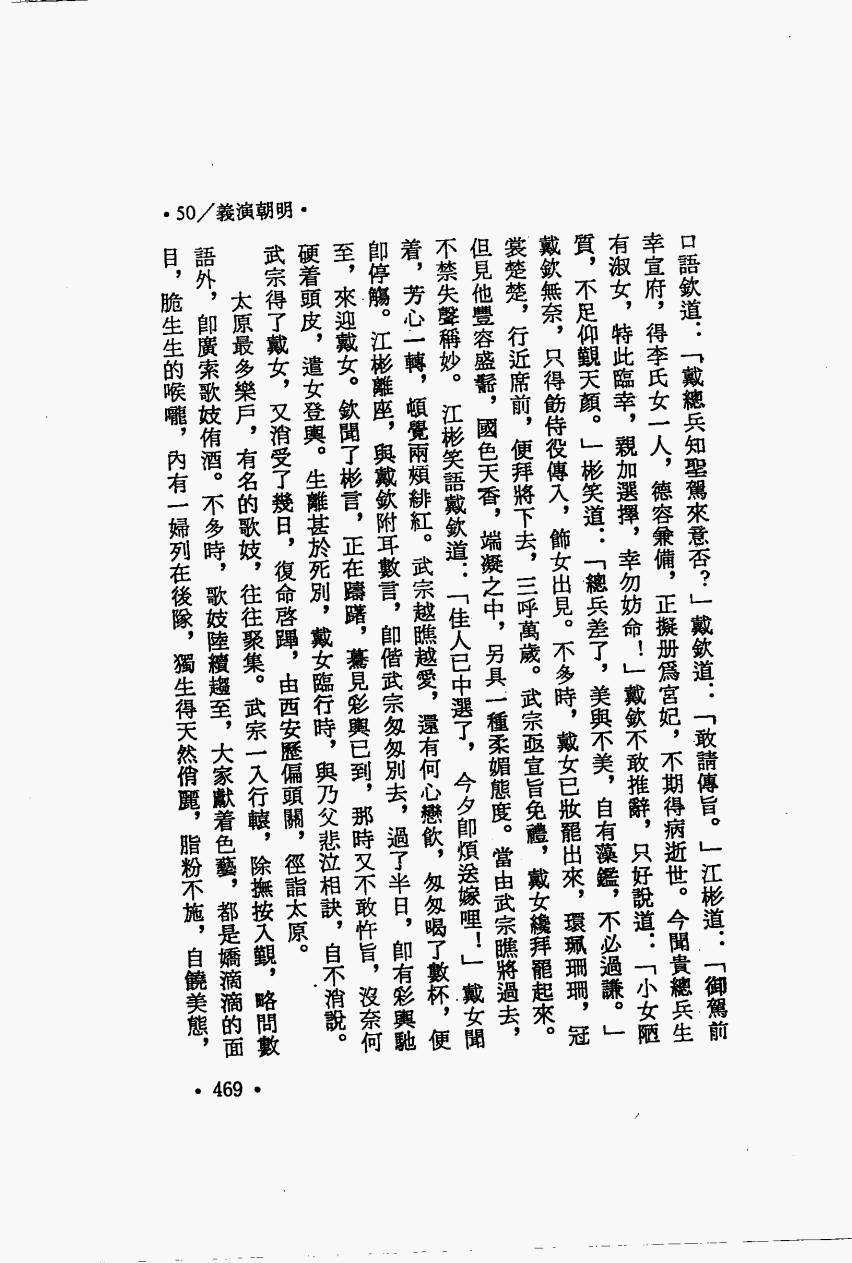 •50／義演朝明•
口語欽道：「戴總兵知聖駕來意否？」戴欽道：「敢請傳旨。」江彬道：「御駕前
幸宣府，得李氏女一人，德容兼備，正擬册爲宮妃，不期得病逝世。今聞貴總兵生
有淑女，特此臨幸，親加選擇，幸勿妨命！」戴欽不敢推辭，只好說道：「小女陋
質，不足仰覲天顏。」彬笑道：「總兵差了，美與不美，自有藻鑑，不必過謙。」
戴欽無奈，只得飭侍役傳入，飾女出見。不多時，戴女已妝罷出來，環珮珊珊，冠
裳楚楚，行近席前，便拜將下去，三呼萬歲。武宗亟宣旨免禮，戴女纔拜罷起來。
但見他豐容盛鬋，國色天香，端凝之中，另具一種柔媚態度。當由武宗瞧將過去，
不禁失聲稱妙。江彬笑語戴欽道：「佳人已中選了，今夕卽煩送嫁哩！」戴女聞
着，芳心一轉，頓覺兩頰緋紅。武宗越瞧越愛，還有何心戀飲，匆匆喝了數杯，便
卽停觴。江彬離座，與戴欽附耳數言，卽偕武宗匆匆別去，過了半日，卽有彩輿馳
至，來迎戴女。欽聞了彬言，正在躊躇，驀見彩輿已到，那時又不敢忤旨，沒奈何
硬着頭皮，遣女登輿。生離甚於死別，戴女臨行時，與乃父悲泣相訣，自不消說。
武宗得了戴女，又消受了幾日，復命啓蹕，由西安歷偏頭關，徑詣太原。
太原最多樂戶，有名的歌妓，往往聚集。武宗一入行轅，除撫按入覲，略問數
語外，卽廣索歌妓侑酒。不多時，歌妓陸續趨至，大家獻着色藝，都是嬌滴滴的面
目，脆生生的喉嚨，內有一婦列在後隊，獨生得天然俏麗，脂粉不施，自饒美態，
•469•